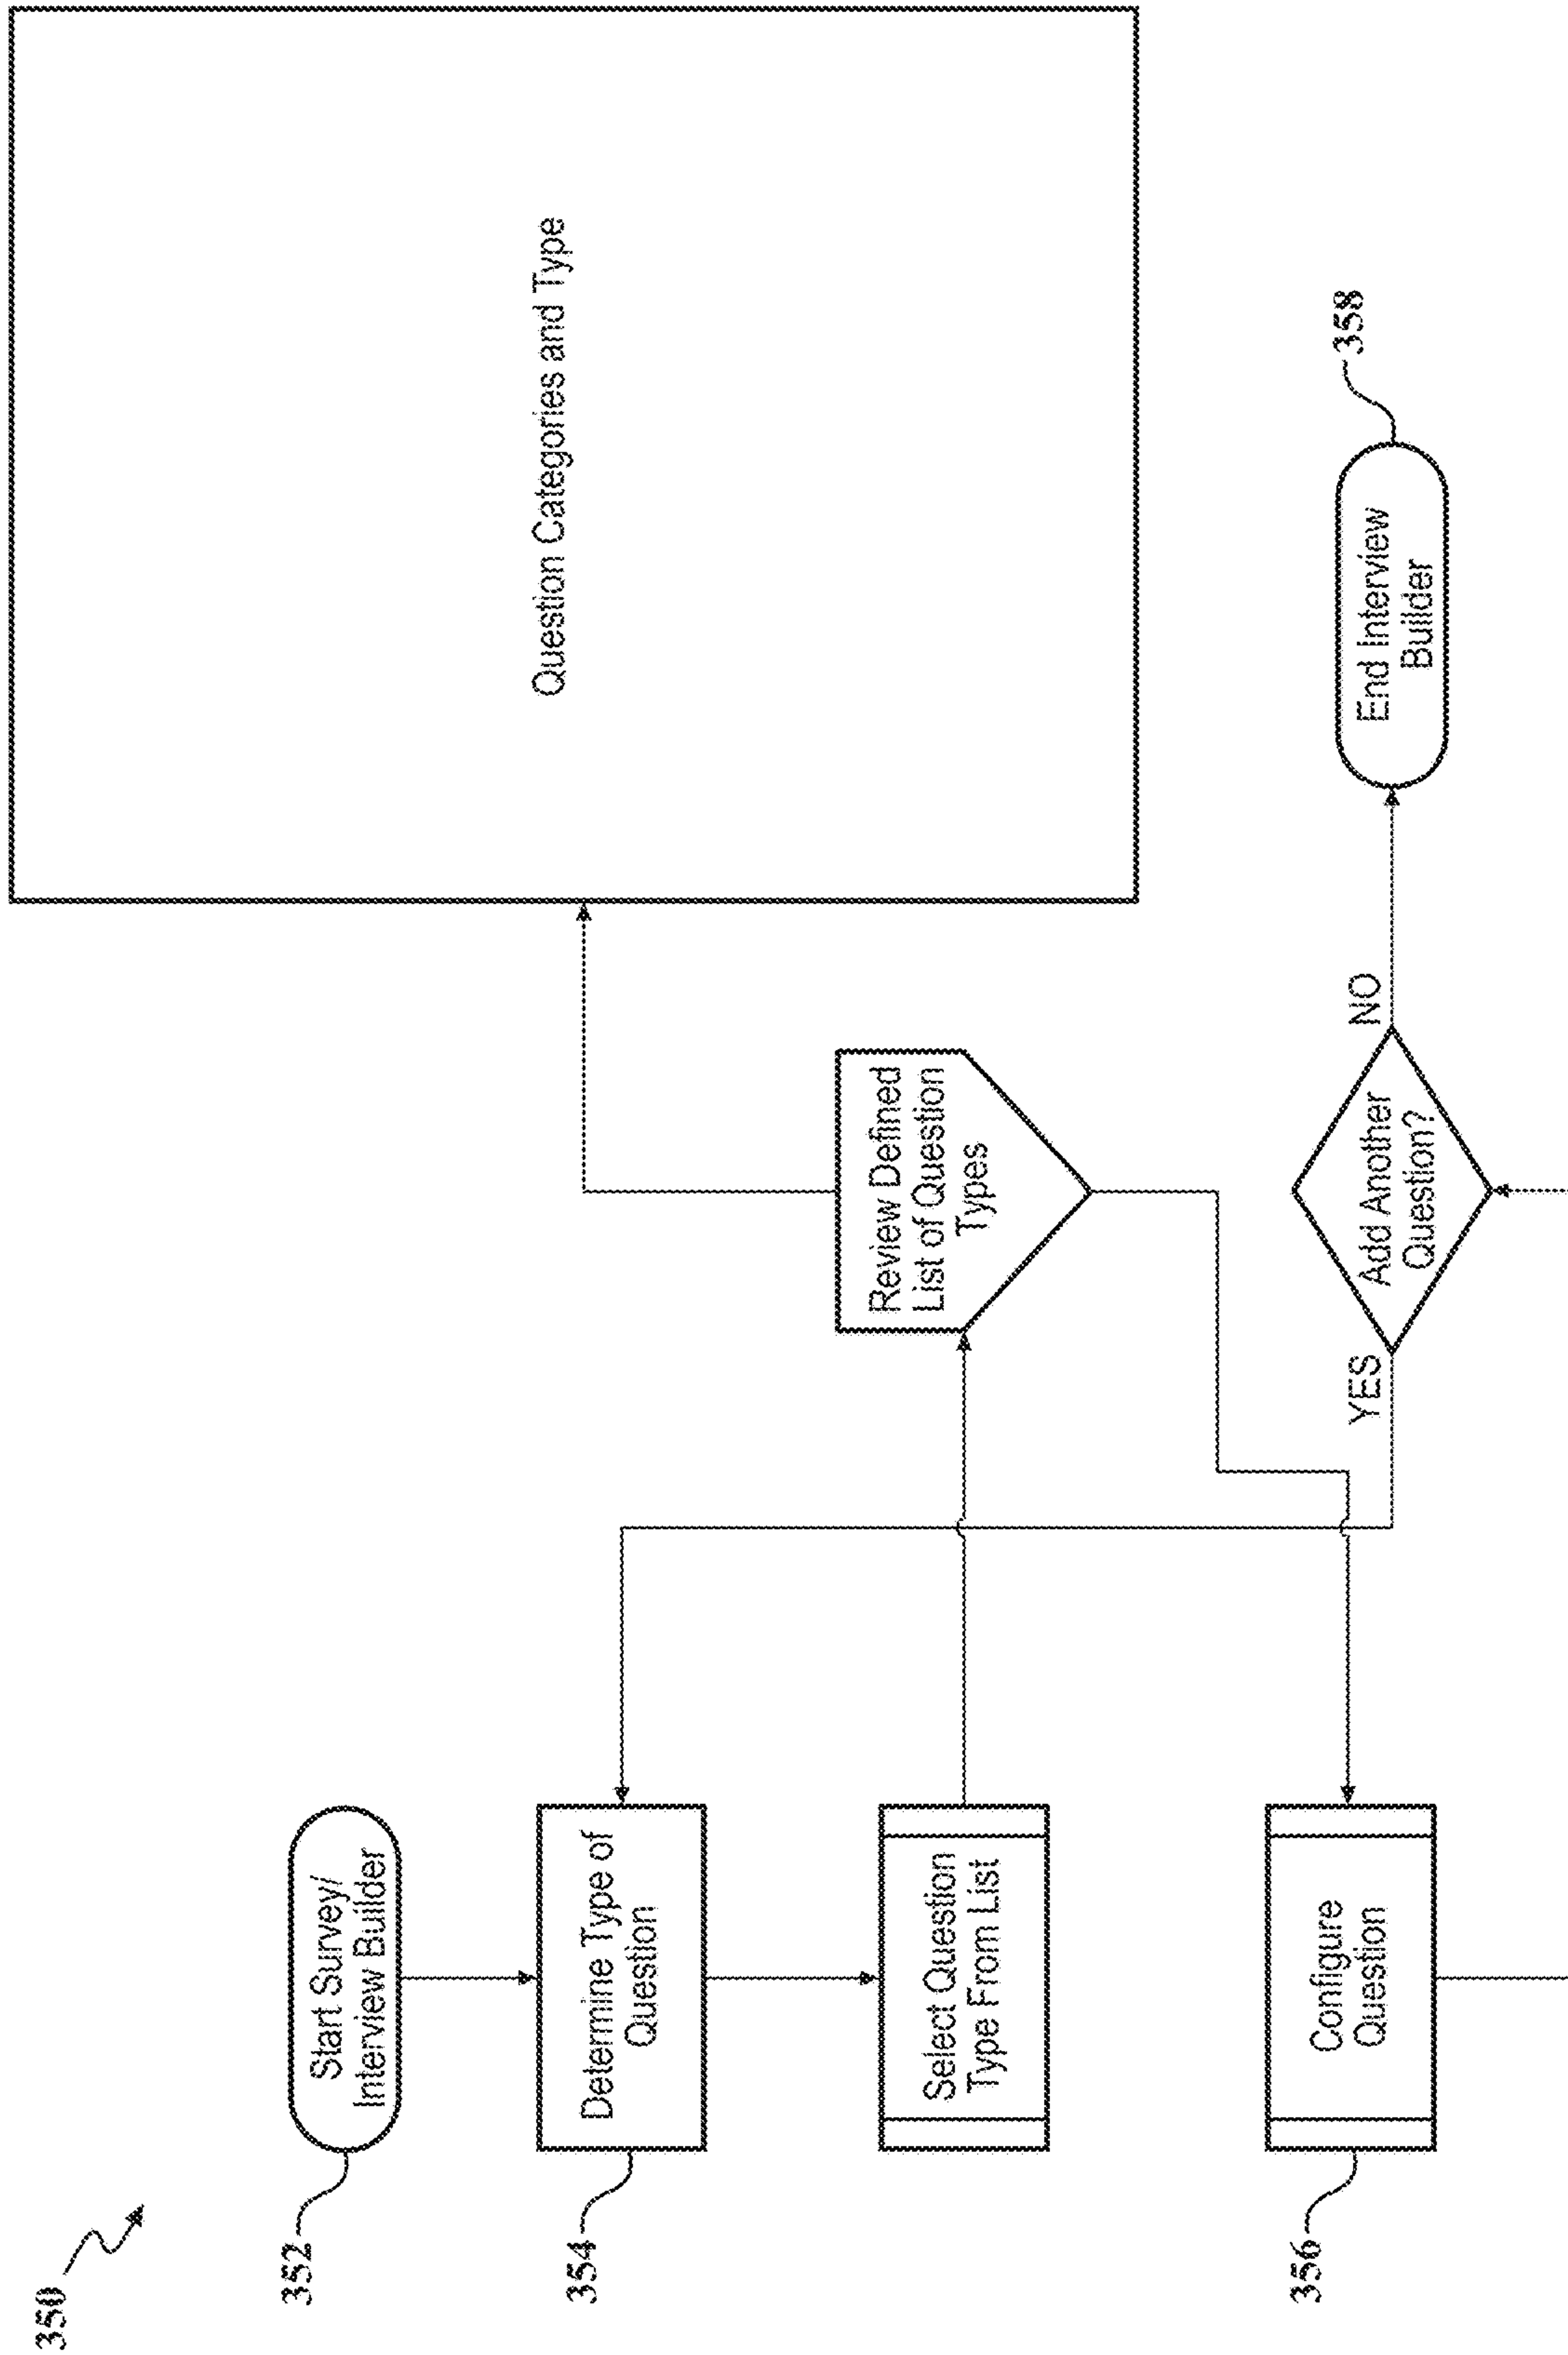 350
352
Start Survey/
Interview Builder
354
Determine Type of
Question
Select Question
Type From List
Review Defined
List of Question
Types
Question Categories and Type
356
Configure
Question
YES
Add Another
Question?
NO
End Interview
Builder
358